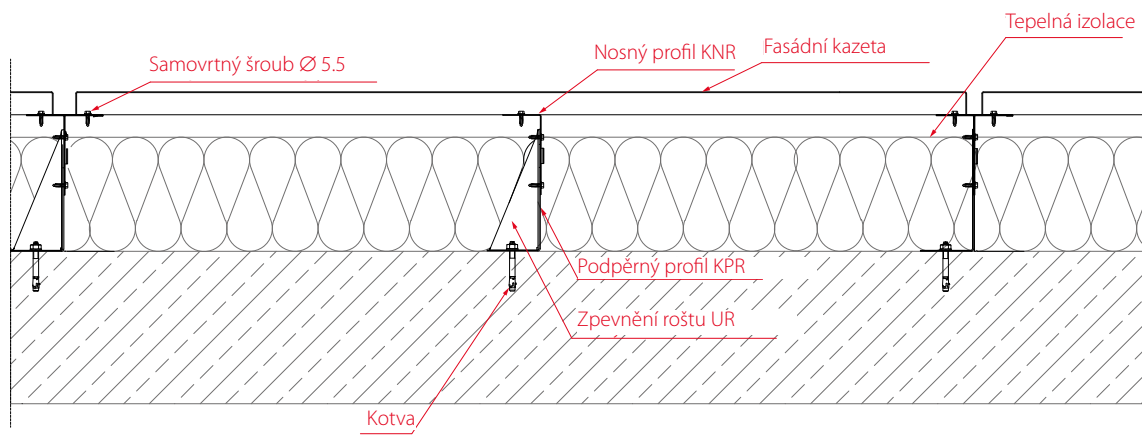 Tepelná izolace
Fasádní kazeta
Nosný profil KNR
Samovrtný šroub Ø 5.5
Podpěrný profil KPR
Zpevnění roštu UR
Kotva